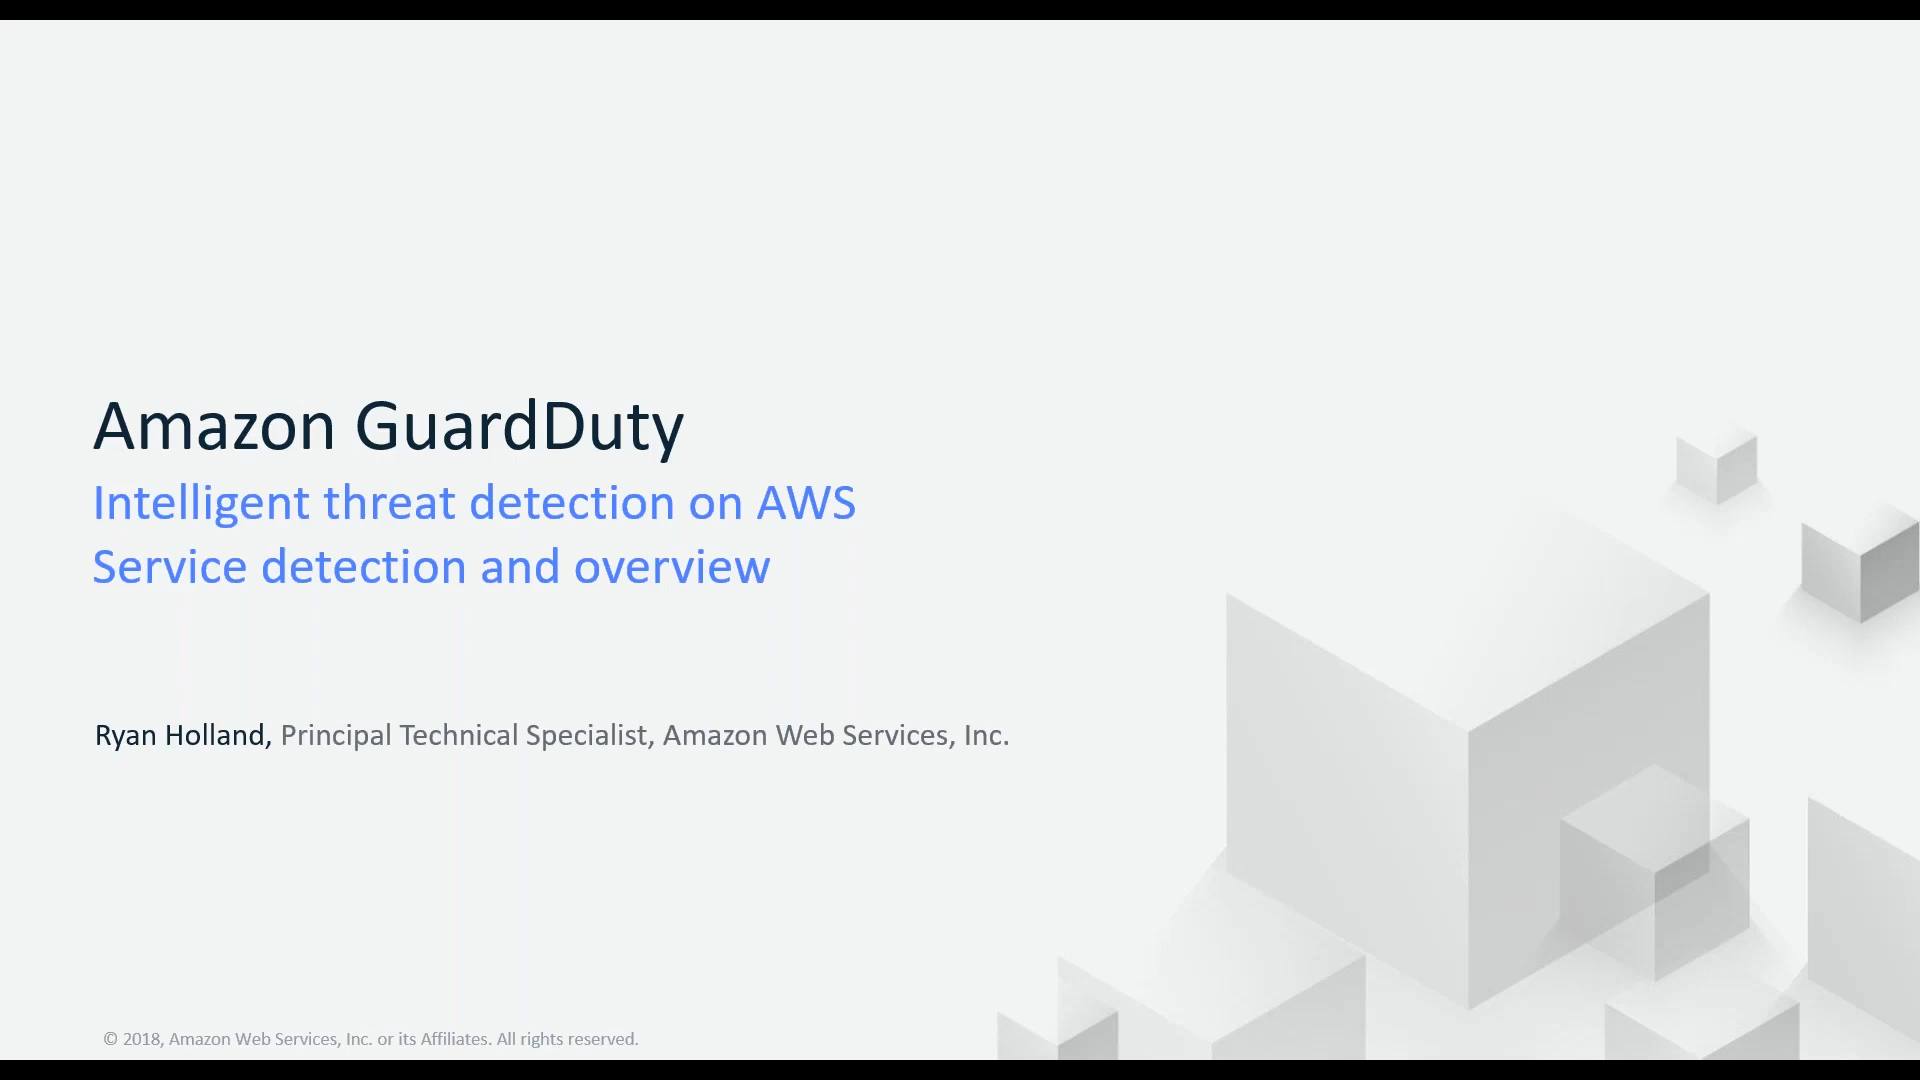 Amazon GuardDuty
Intelligent threat detection on AWS
Service detection and overview
Ryan Holland, Principal Technical Specialist, Amazon Web Services, Inc.
© 2018, Amazon Web Services, Inc. or its Affiliates. All rights reserved.